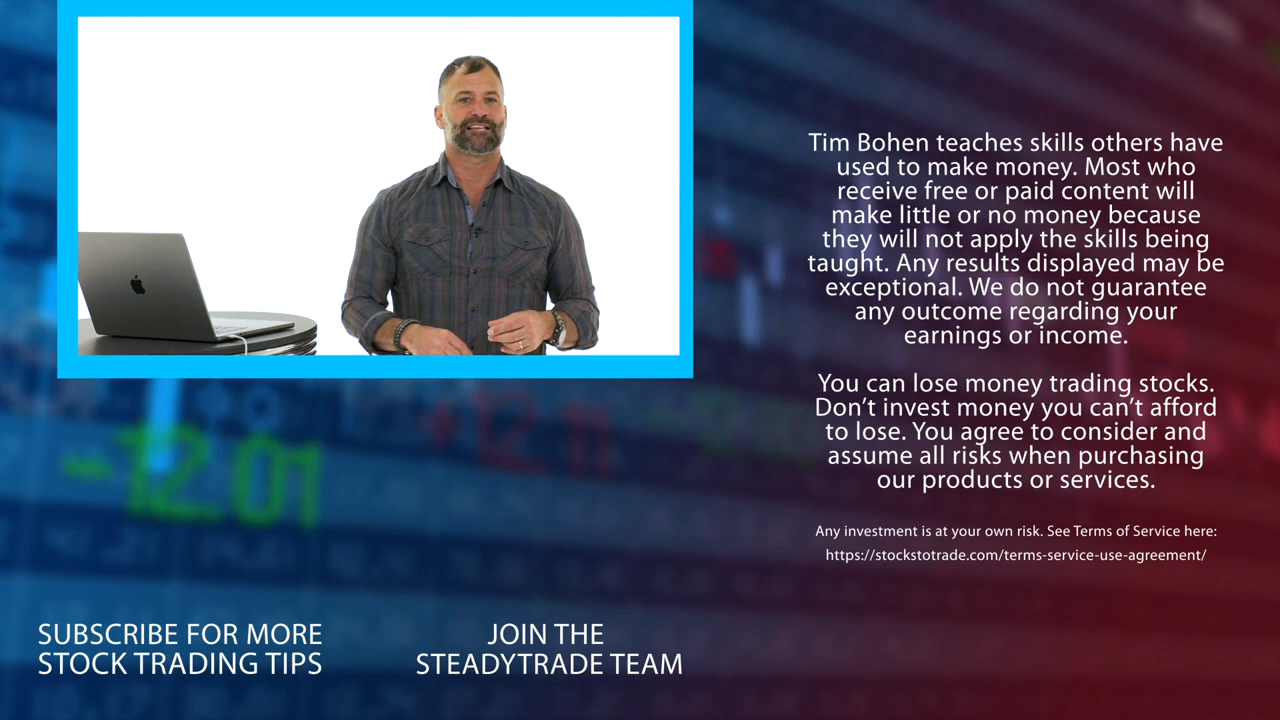 Tim Bohen teaches skills others have
used to make money. Most who
receive free or paid content will
make little or no money because
they will not apply the skills being
taught. Any results displayed may be
exceptional. We do not guarantee
any outcome regarding your
earnings or income.
You can lose money trading stocks.
Don't invest money you can't afford
to lose. You agree to consider and
assume all risks when purchasing
our products or services.
Any investment is at your own risk. See Terms of Service here:
https://stockstotrade.com/terms-service-use-agreement/
-12.01
+12.11
SUBSCRIBE FOR MORE
STOCK TRADING TIPS
JOIN THE
STEADYTRADE TEAM